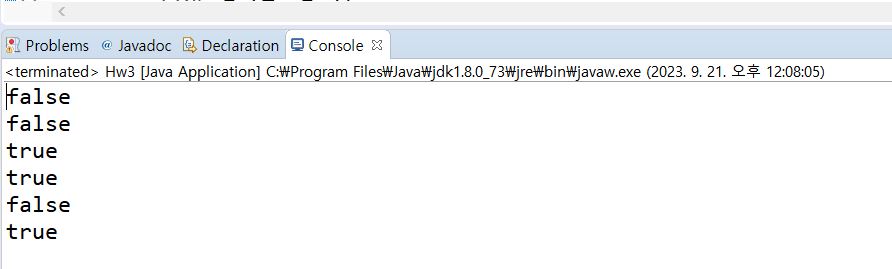 Problems @ Javadoc Declaration Console
<terminated> Hw3 [Java Application] C:₩Program Files₩Java₩jdk1.8.0_73₩jre₩bin₩javaw.exe (2023. 9. 21. 오후 12:08:05)
false
false
true
true
false
true